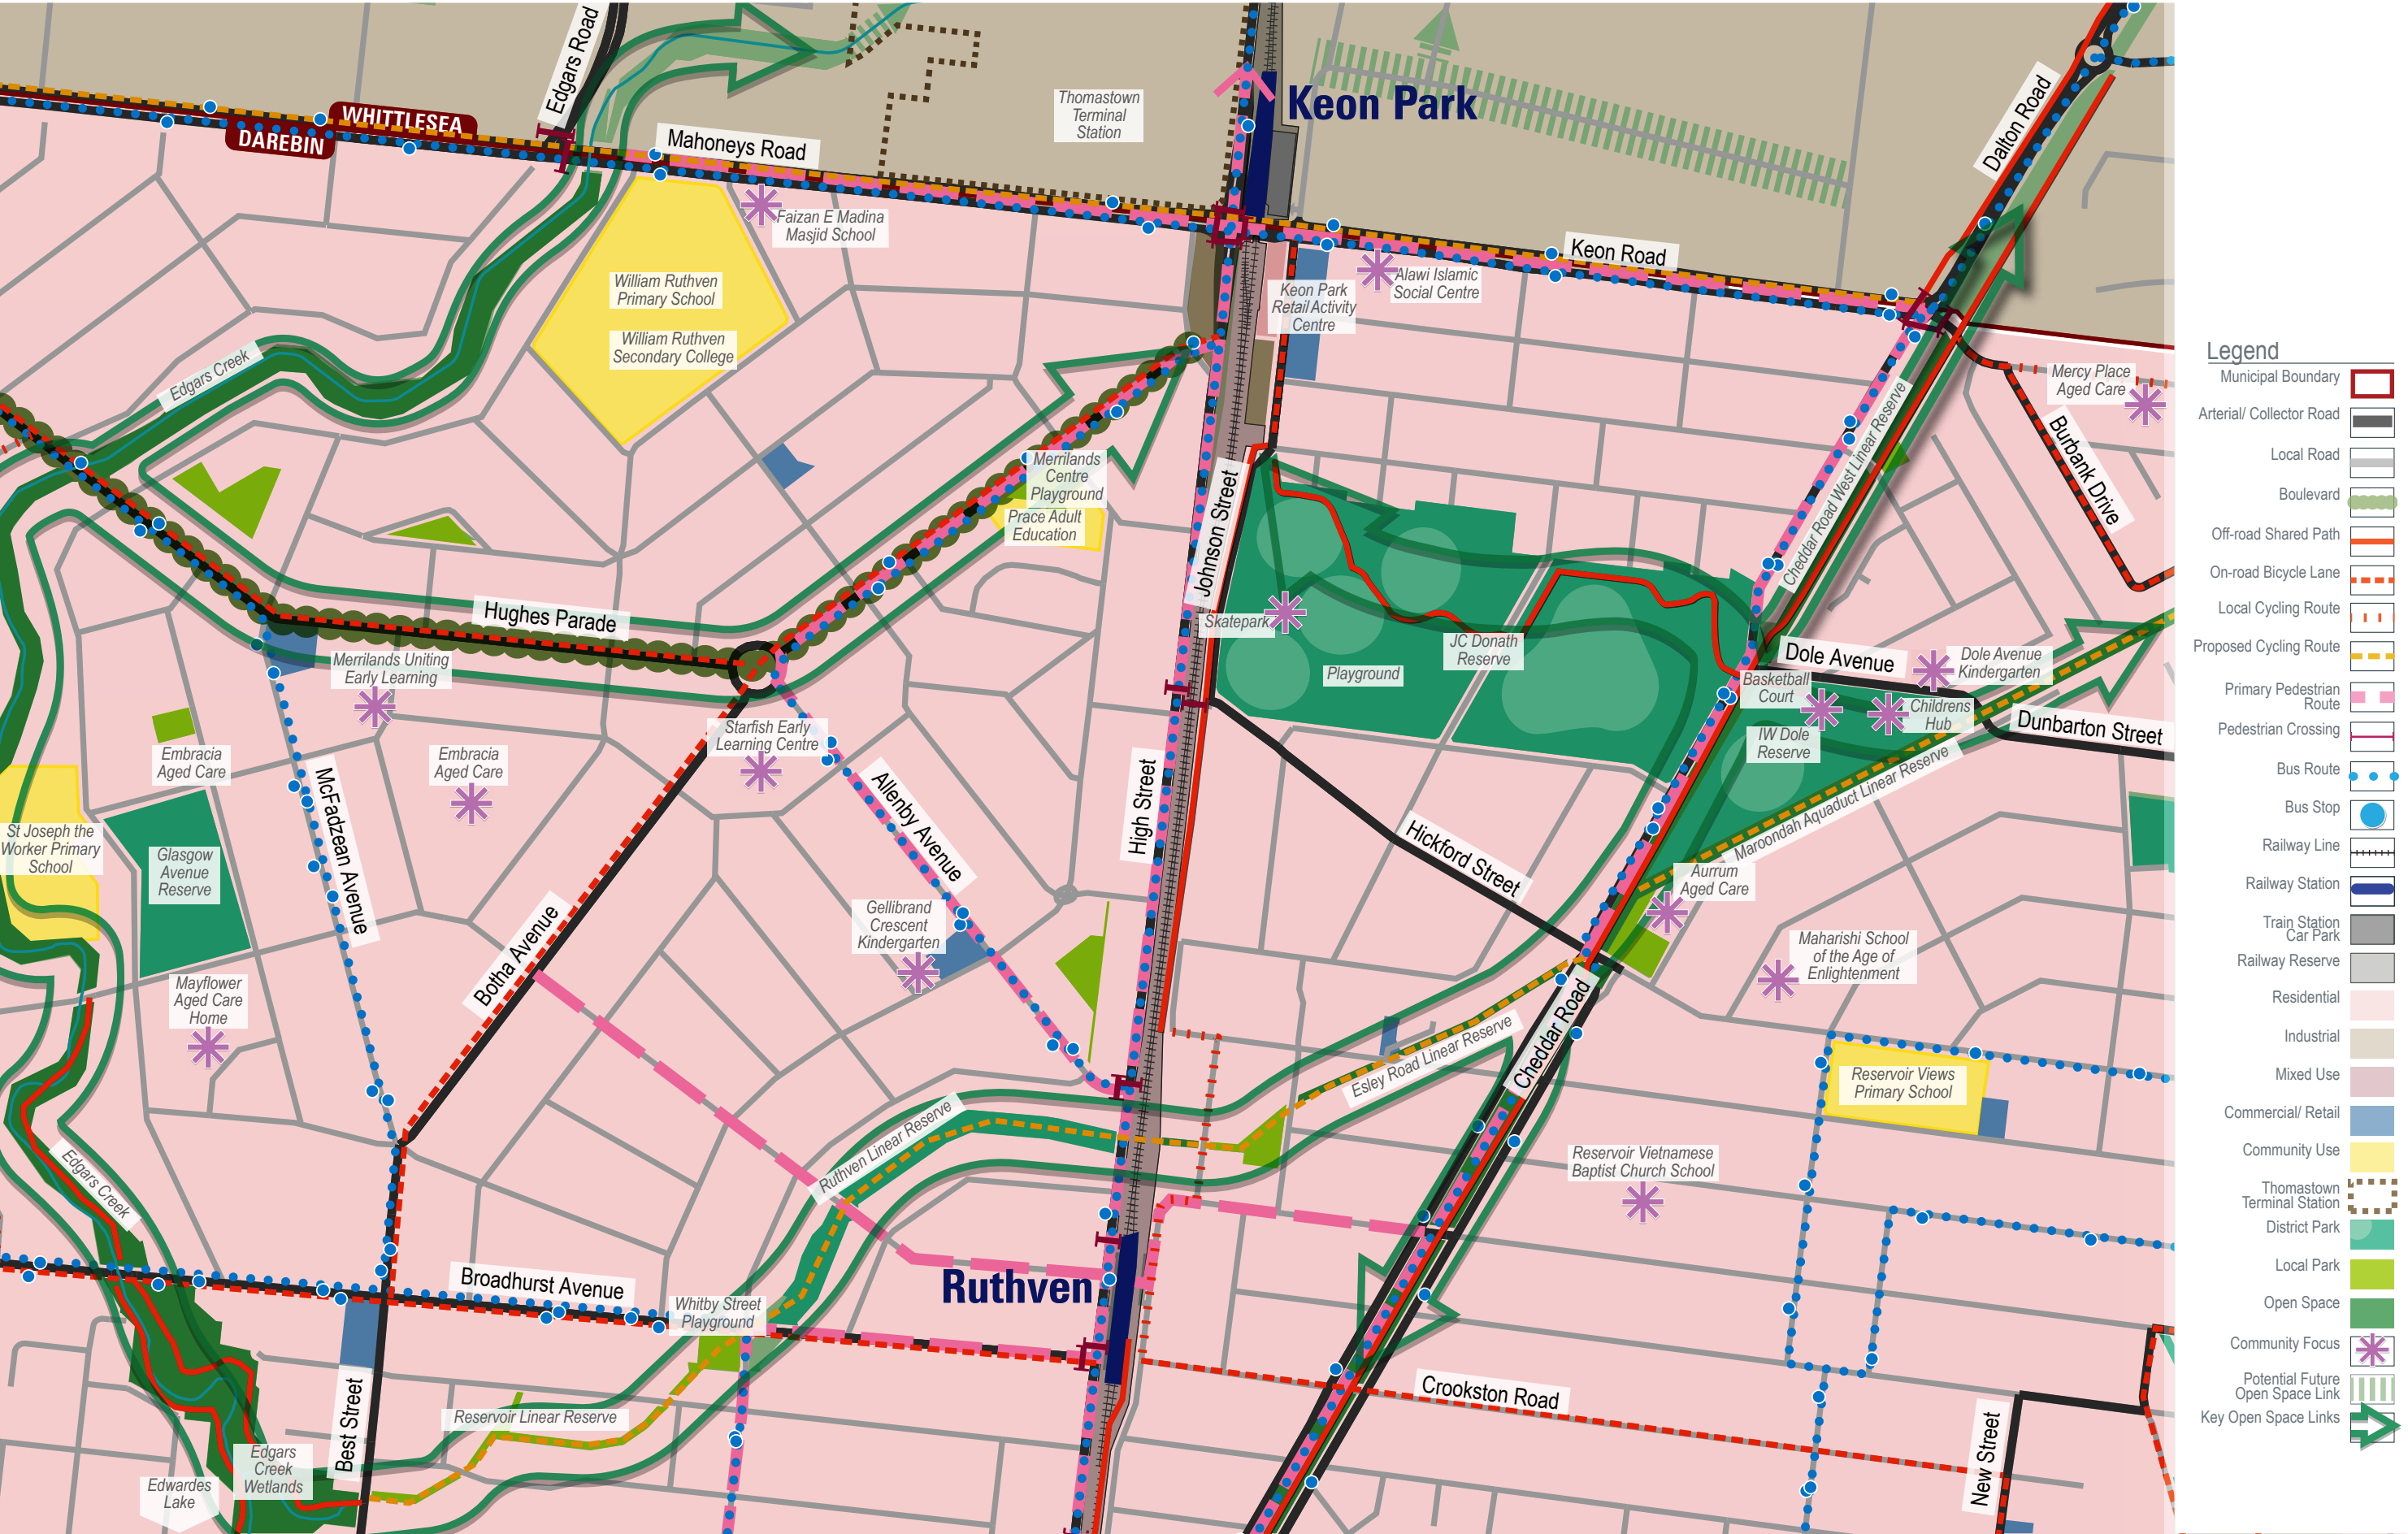 Edgars Road
WHITTLESEA
DAREBIN
Mahoneys Road
Thomastown
Terminal
Station
Keon Park
Dalton Road
Faizan E Madina
Masjid School
William Ruthven
Primary School
William Ruthven
Secondary College
Keon Park
Retail Activity
Centre
Alawi Islamic
Social Centre
Keon Road
Mercy Place
Aged Care
Edgars Creek
Burbank Drive
Cheddar Road West Linear Reserve
Merrilands
Centre
Playground
Prace Adult
Education
Johnson Street
Hughes Parade
Skatepark
Playground
JC Donath
Reserve
Dole Avenue
Dole Avenue
Kindergarten
Basketball
Court
Childrens
Hub
IW Dole
Reserve
Dunbarton Street
Maroondah Aquaduct Linear Reserve
Merrilands Uniting
Early Learning
Starfish Early
Learning Centre
Embracia
Aged Care
Embracia
Aged Care
McFadzean Avenue
Allenby Avenue
High Street
Hickford Street
St Joseph the
Worker Primary
School
Glasgow
Avenue
Reserve
Aurrum
Aged Care
Gellibrand
Crescent
Kindergarten
Botha Avenue
Maharishi School
of the Age of
Enlightenment
Mayflower
Aged Care
Home
Cheddar Road
Esley Road Linear Reserve
Reservoir Views
Primary School
Ruthven Linear Reserve
Edgars Creek
Reservoir Vietnamese
Baptist Church School
Ruthven
Broadhurst Avenue
Whitby Street
Playground
Crookston Road
Best Street
Reservoir Linear Reserve
New Street
Edgars
Creek
Wetlands
Edwardes
Lake
Legend
Municipal Boundary
Arterial/ Collector Road
Local Road
Boulevard
Off-road Shared Path
On-road Bicycle Lane
Local Cycling Route
Proposed Cycling Route
Primary Pedestrian
Route
Pedestrian Crossing
Bus Route
Bus Stop
Railway Line
Railway Station
Train Station
Car Park
Railway Reserve
Residential
Industrial
Mixed Use
Commercial/ Retail
Community Use
Thomastown
Terminal Station
District Park
Local Park
Open Space
Community Focus
Potential Future
Open Space Link
Key Open Space Links